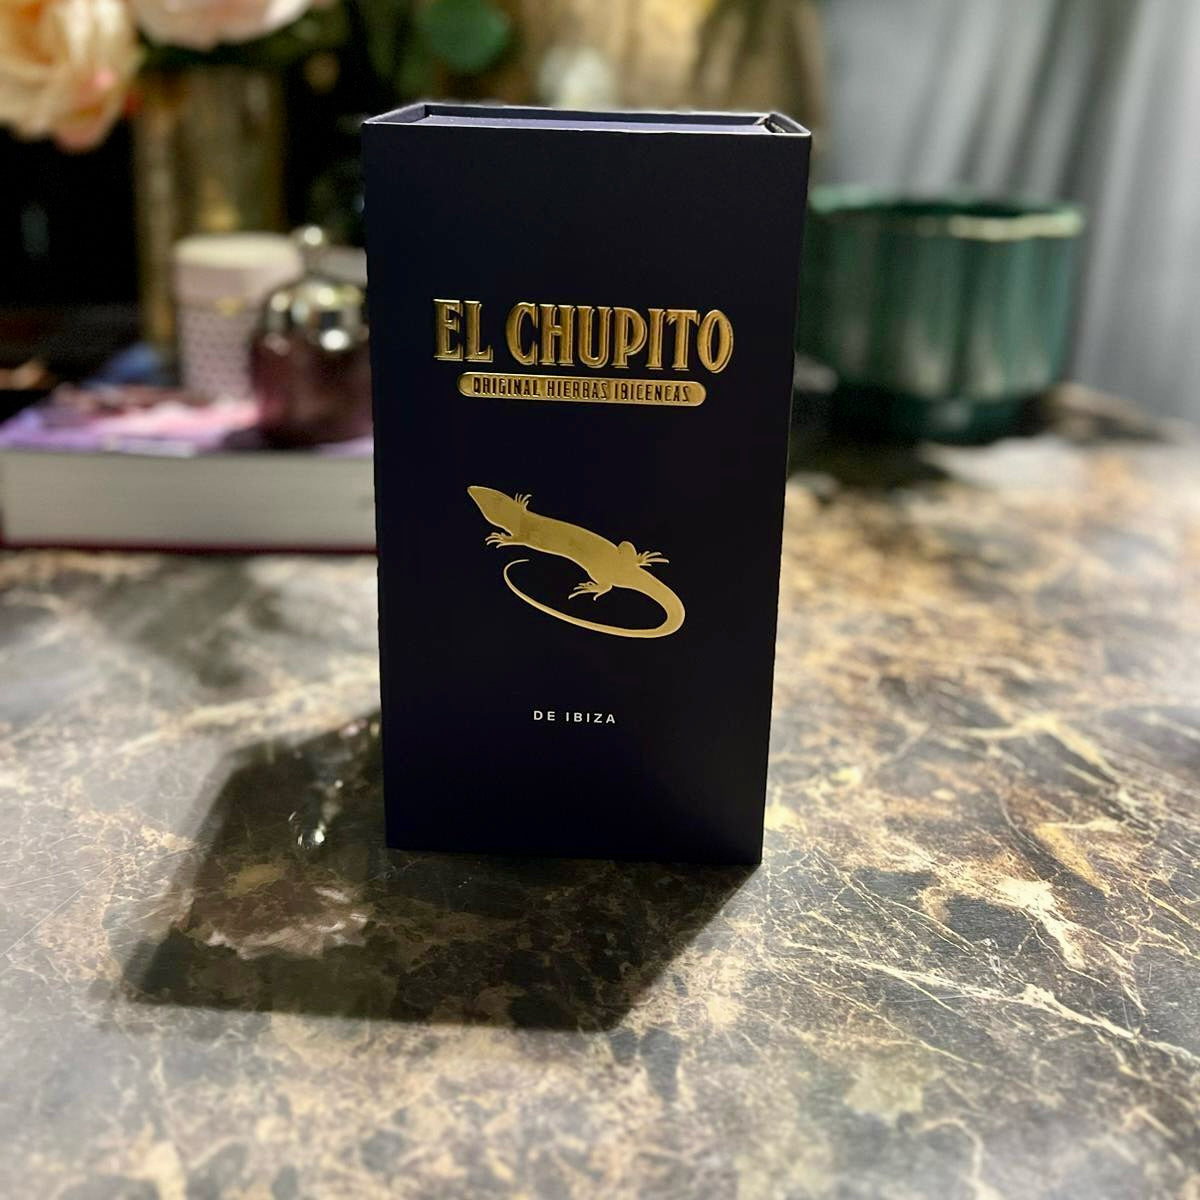 EL CHUPITO
ORIGINAL HIERBAS IBICENCAS
DE IBIZA